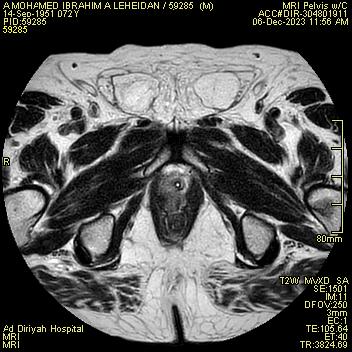 A MOHAMED IBRAHIM A LEHEIDAN / 59285 (M)
14-Sep-1951 072Y
PID:59285
59285
MRI Pelvis w/C
ACC#DIR-304801911
06-Dec-2023 11:56 AM
R
80mm
T2W_MVXD_SA
SE:1501
IM:11
DFOV:250
3mm
EC:1
TE:105.64
ET:40
TR:3824.69
Ad Diriyah Hospital
MRI
MRI